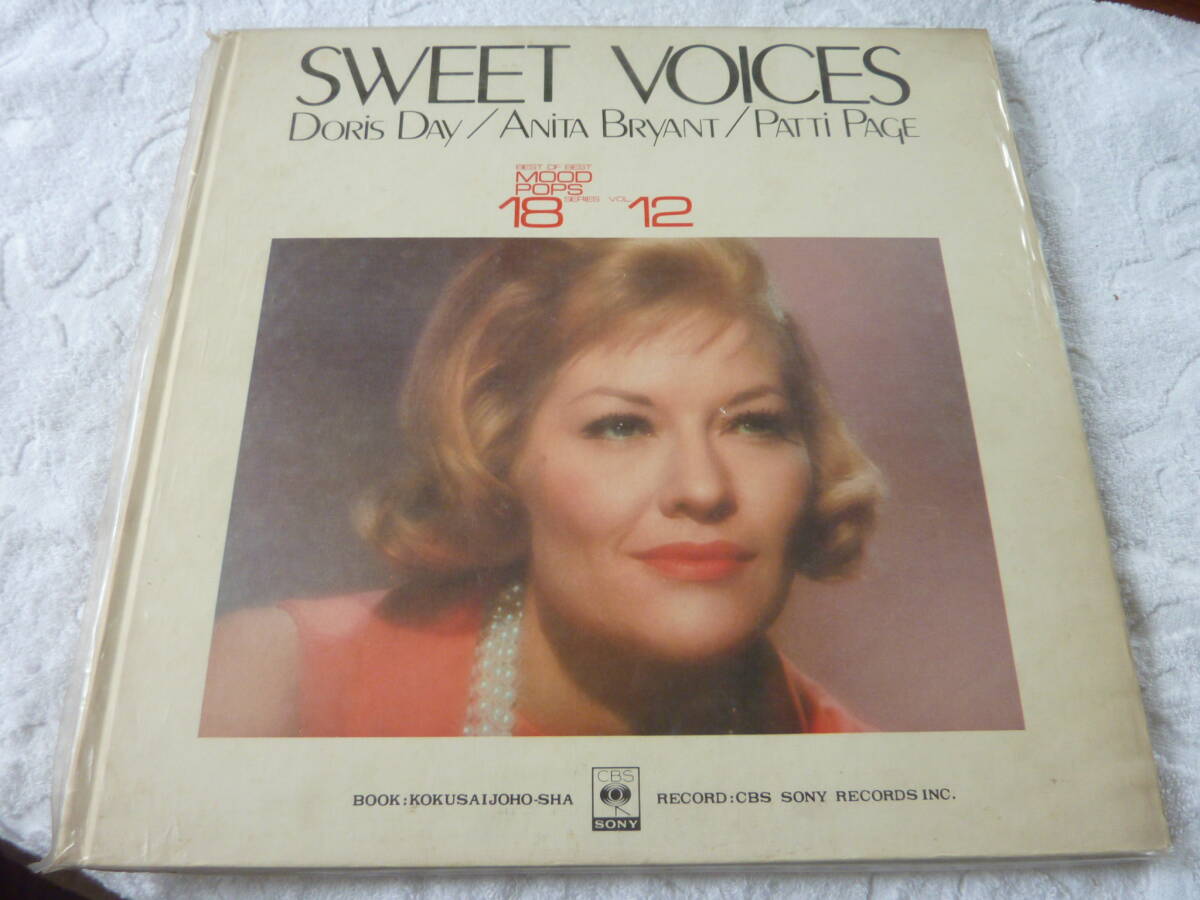 SWEET VOICES
DORIS DAY/ANITA BRYANT/PATTI PAGE
BEST OF BEST
MOOD
POPS
18 SERIES VOL. 12
BOOK:KOKUSAIJOHO-SHA
CBS
SONY
RECORD:CBS SONY RECORDS INC.